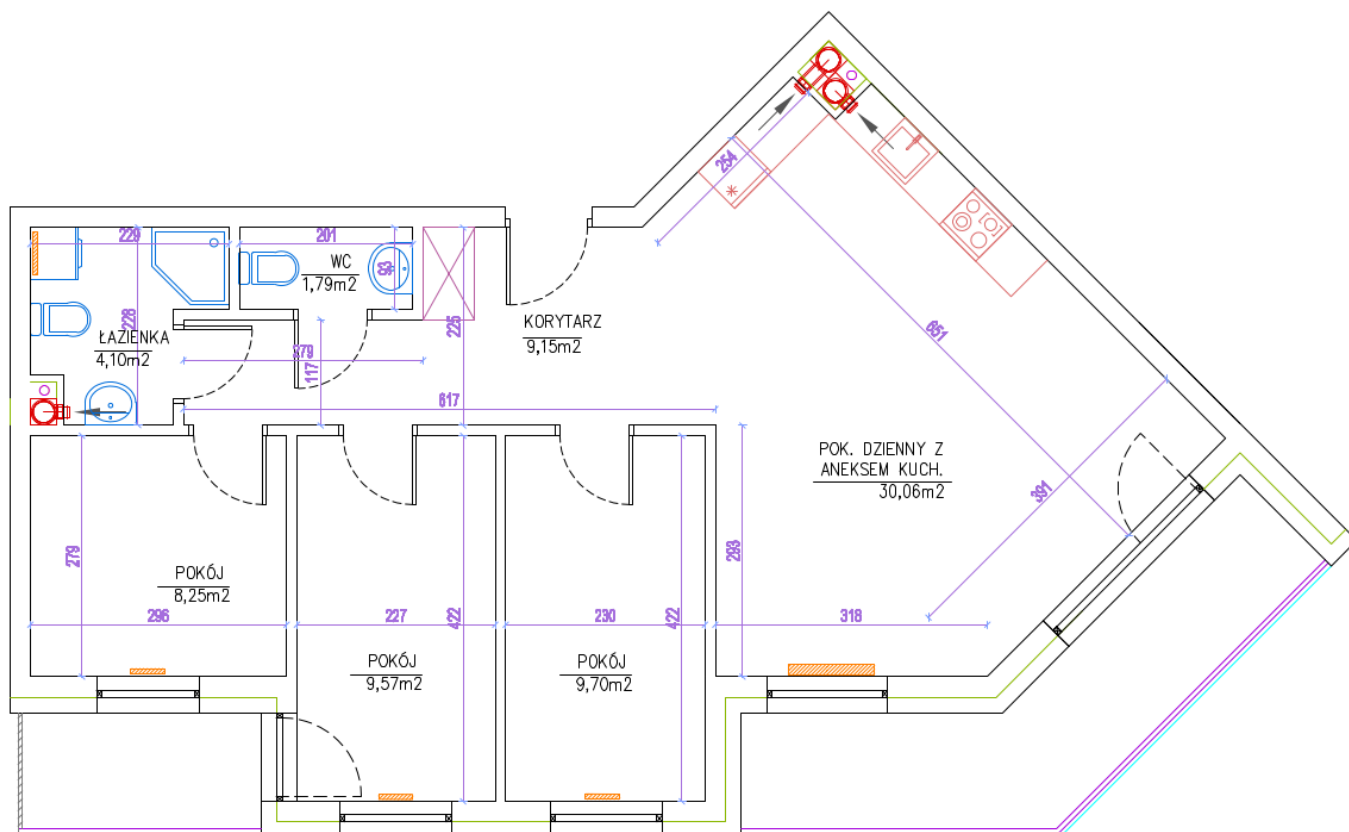 254
229
201
WC
1,79m2
93
228
225
KORYTARZ
9,15m2
ŁAZIENKA
4,10m2
279
117
651
617
POK. DZIENNY Z
ANEKSEM KUCH.
30,06m2
391
279
POKÓJ
8,25m2
293
296
227
422
230
422
318
POKÓJ
9,57m2
POKÓJ
9,70m2